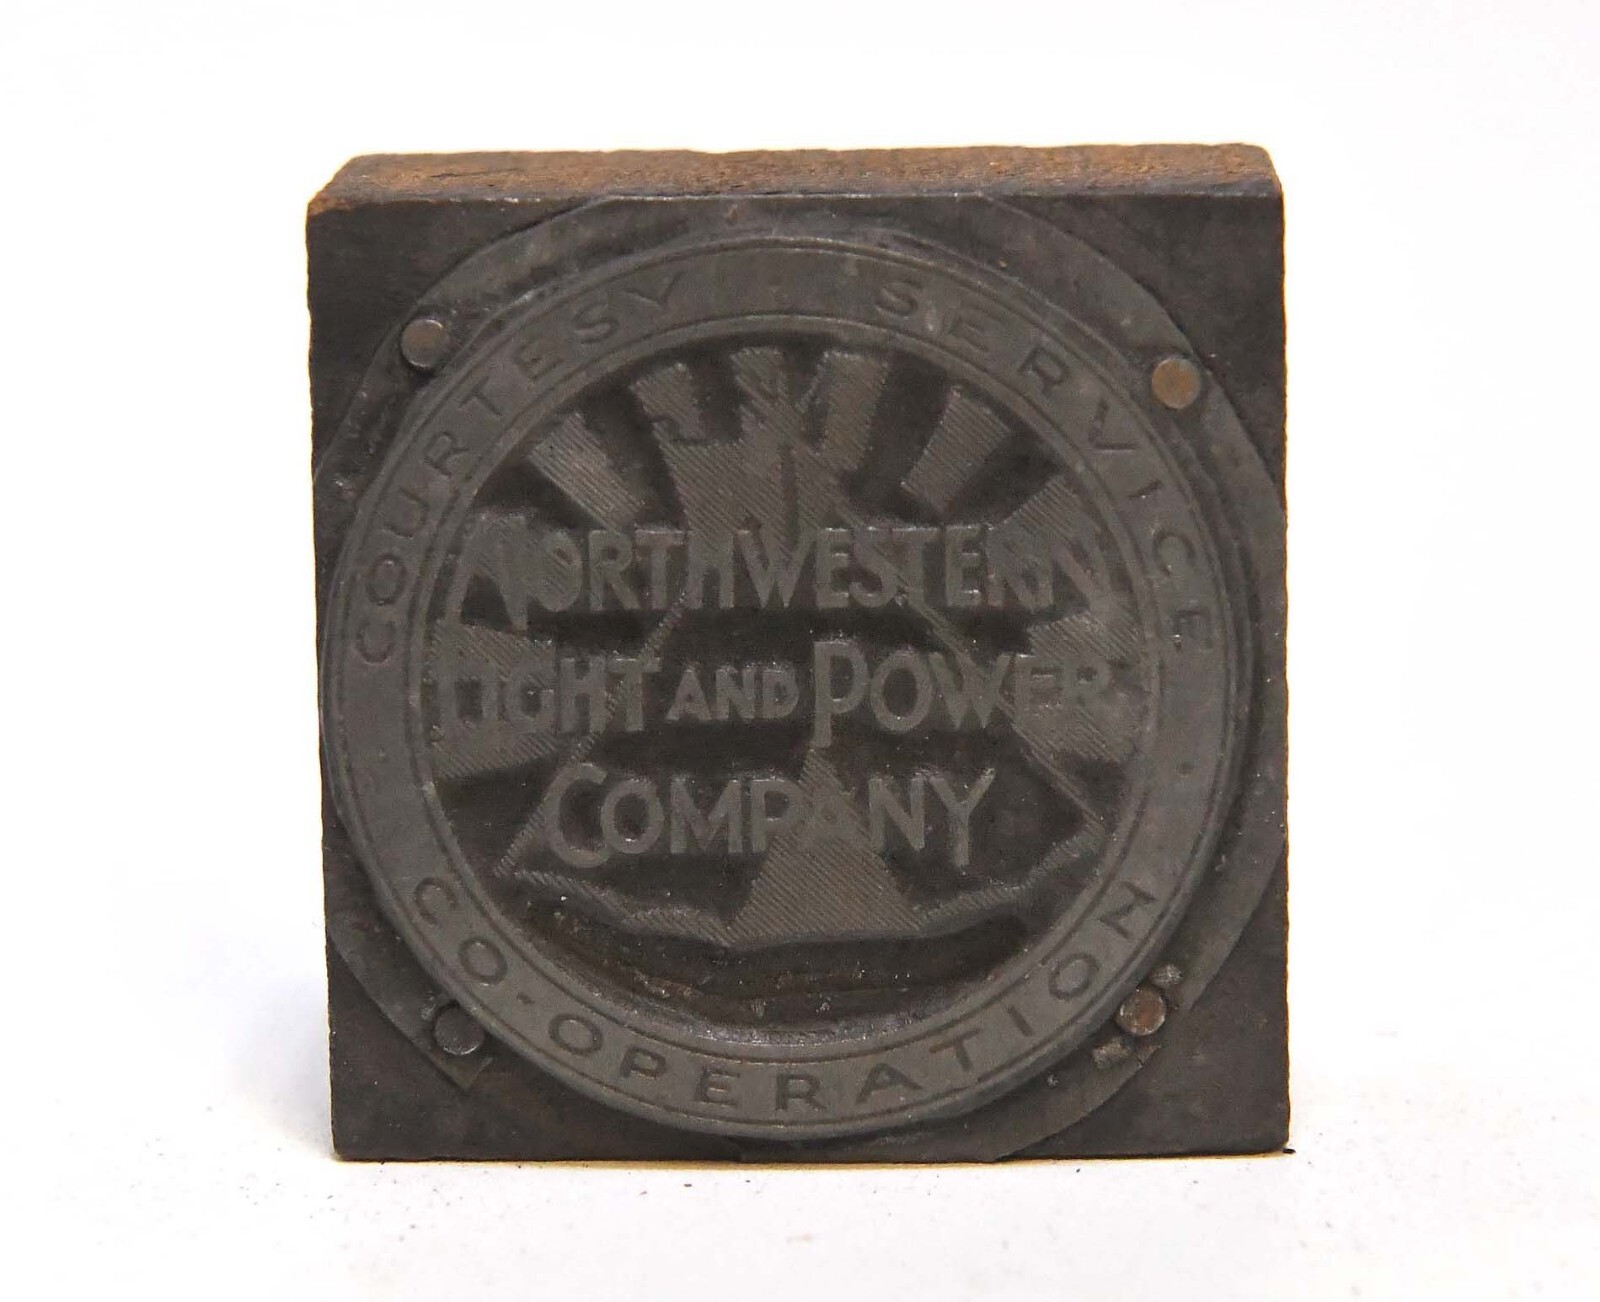 COURTESY · SERVICE
NORTHWESTERN
LIGHT AND POWER
COMPANY
CO-OPERATION